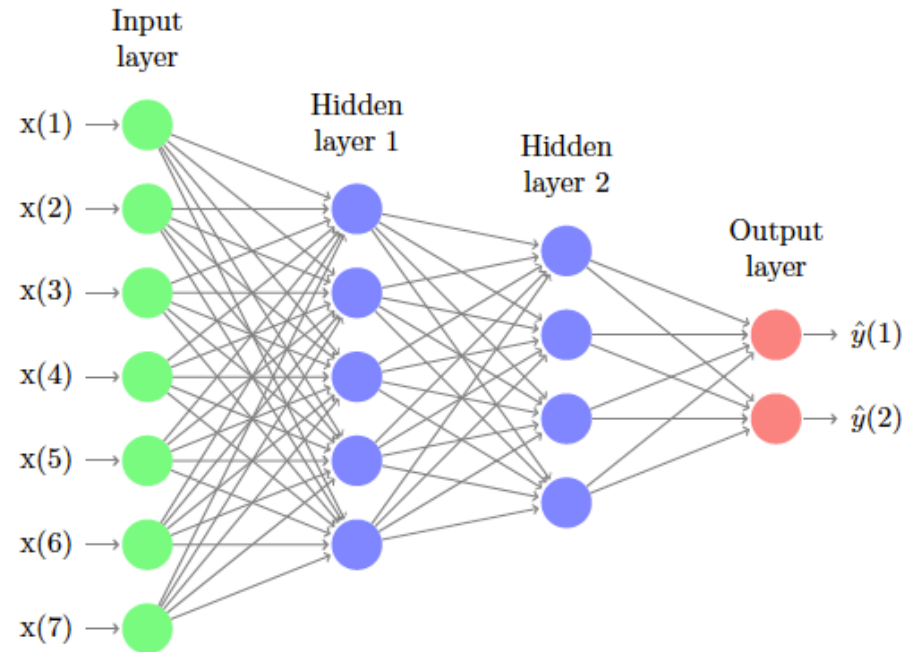 Input
layer
Hidden
layer 1
Hidden
layer 2
Output
layer
x(1)
x(2)
x(3)
x(4)
x(5)
x(6)
x(7)
ŷ(1)
ŷ(2)